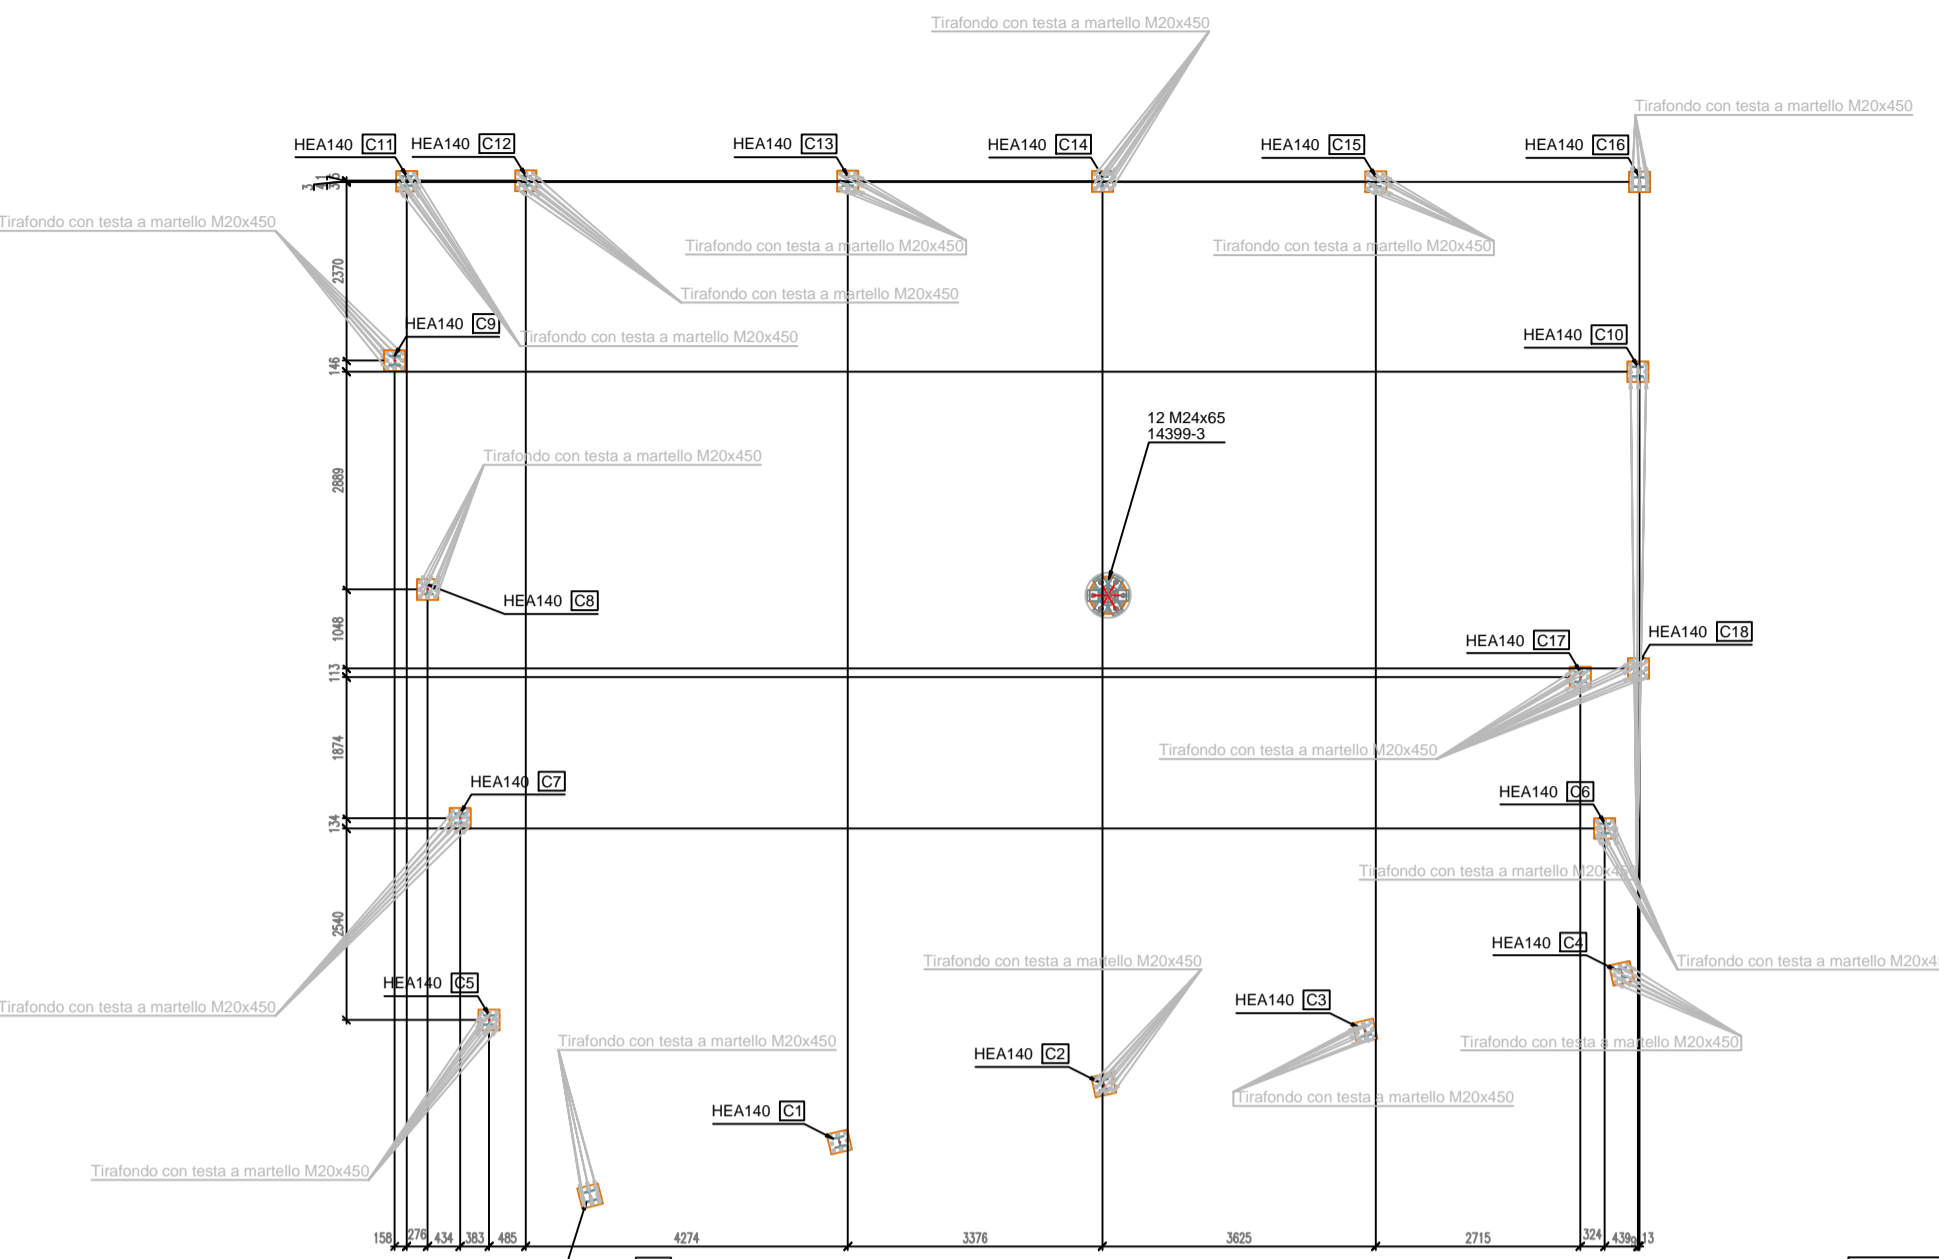 Tirafondo con testa a martello M20x450
Tirafondo con testa a martello M20x450
HEA140 C11
HEA140 C12
HEA140 C13
HEA140 C14
HEA140 C15
HEA140 C16
Tirafondo con testa a martello M20x450
Tirafondo con testa a martello M20x450
Tirafondo con testa a martello M20x450
2370
Tirafondo con testa a martello M20x450
HEA140 C9
Tirafondo con testa a martello M20x450
HEA140 C10
146
12 M24x65
14399-3
Tirafondo con testa a martello M20x450
2889
HEA140 C8
1048
HEA140 C17
HEA140 C18
113
1874
Tirafondo con testa a martello M20x450
HEA140 C7
HEA140 C6
134
Tirafondo con testa a martello M20x45
2540
HEA140 C4
Tirafondo con testa a martello M20x450
Tirafondo con testa a martello M20x4
HEA140 C5
HEA140 C3
Tirafondo con testa a martello M20x450
Tirafondo con testa a martello M20x450
Tirafondo con testa a martello M20x450
HEA140 C2
Tirafondo con testa a martello M20x450
HEA140 C1
Tirafondo con testa a martello M20x450
158 276 434 383 485 4274 3376 3625 2715 324 439 13